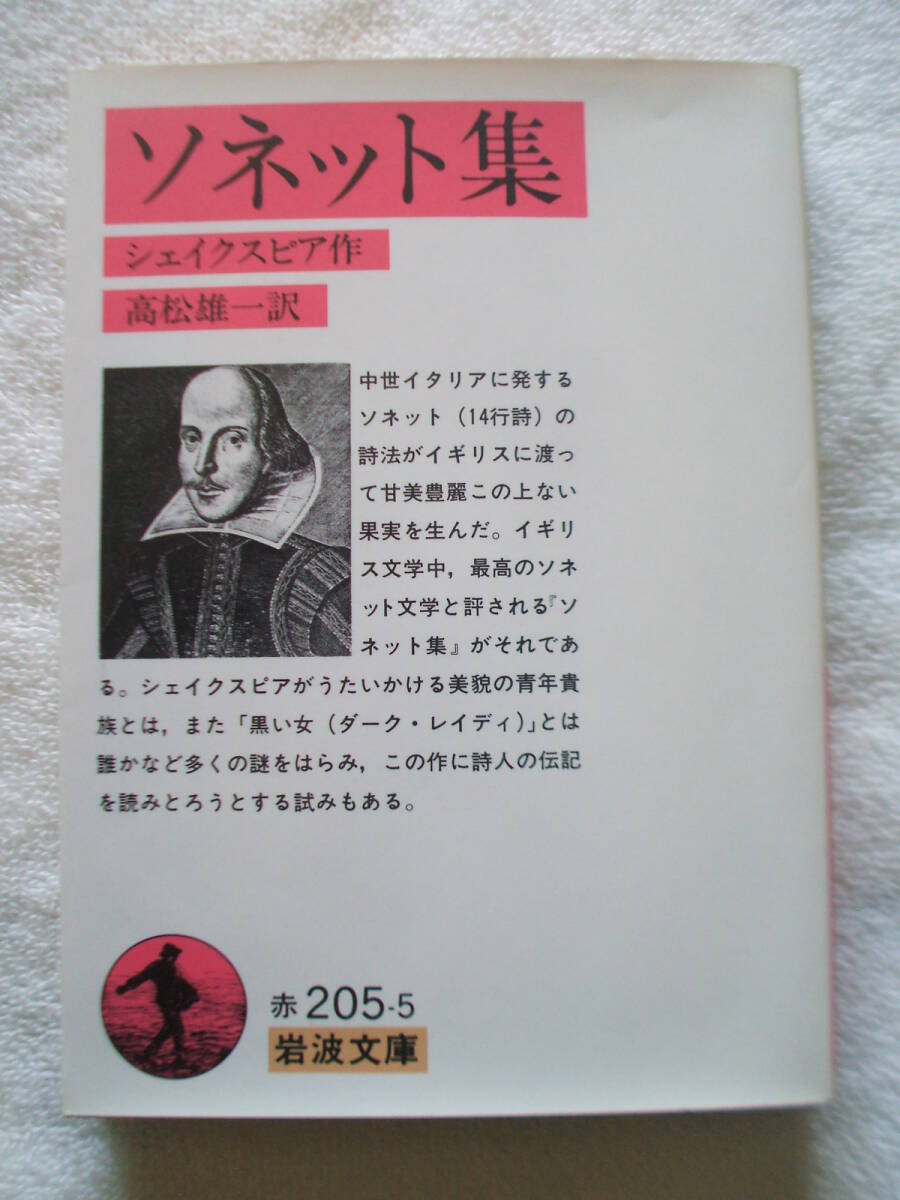 ソネット集
シェイクスピア作
高松雄一訳
中世イタリアに発する
ソネット（14行詩）の
詩法がイギリスに渡っ
て甘美豊麗この上ない
果実を生んだ。イギリ
ス文学中，最高のソネ
ット文学と評される『ソ
ネット集』がそれであ
る。シェイクスピアがうたいかける美貌の青年貴
族とは，また「黒い女（ダーク・レイディ）」とは
誰かなど多くの謎をはらみ，この作に詩人の伝記
を読みとろうとする試みもある。
赤 205-5
岩波文庫